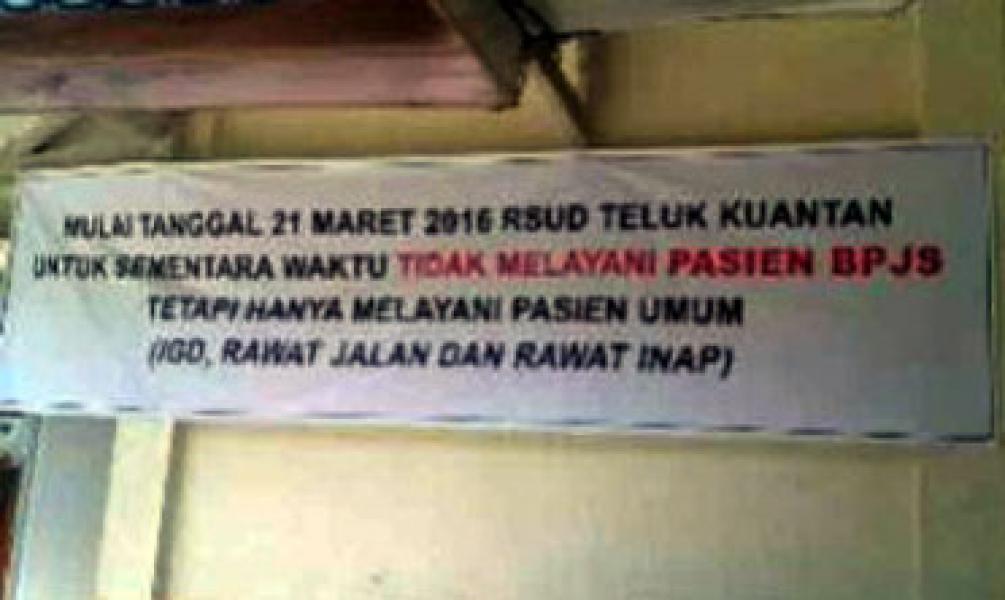 MULAI TANGGAL 21 MARET 2016 RSUD TELUK KUANTAN
UNTUK SEMENTARA WAKTU TIDAK MELAYANI PASIEN BPJS
TETAPI HANYA MELAYANI PASIEN UMUM
(IGD, RAWAT JALAN DAN RAWAT INAP)